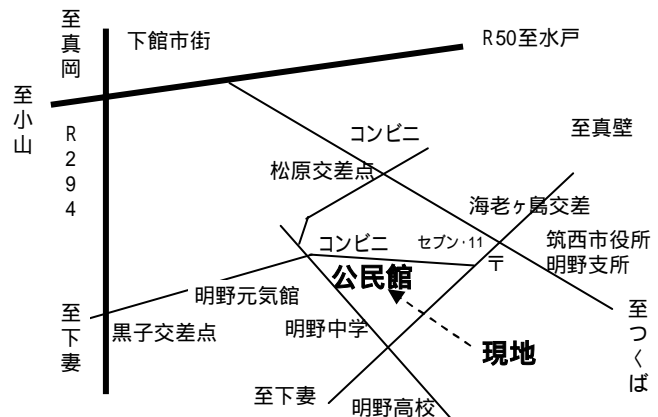 至真岡
下館市街
R50至水戸
至小山
R294
コンビニ
至真壁
松原交差点
海老ヶ島交差
コンビニ
セブン・11
〒
筑西市役所
明野支所
公民館
明野元気館
至下妻
黒子交差点
明野中学
現地
至つくば
至下妻
明野高校